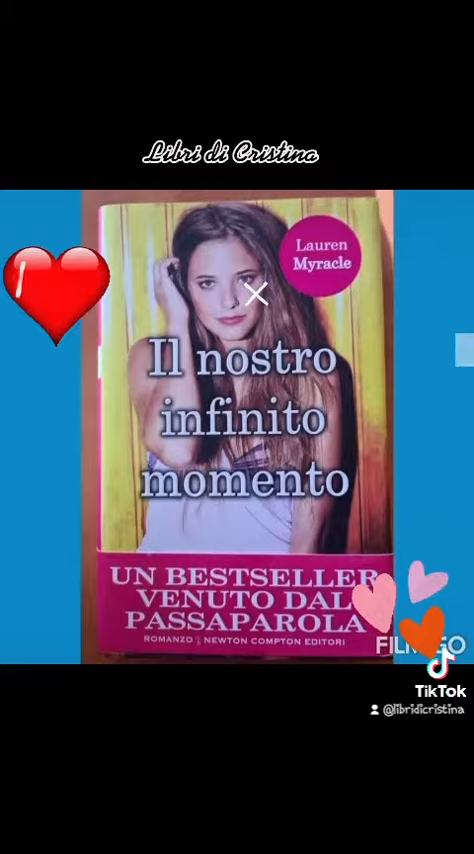 Libri di Cristina
Lauren
Myracle
Il nostro
infinito
momento
UN BESTSELLER
VENUTO DAL
PASSAPAROLA
ROMANZO NEWTON COMPTON EDITORI
TikTok
@libridicristina